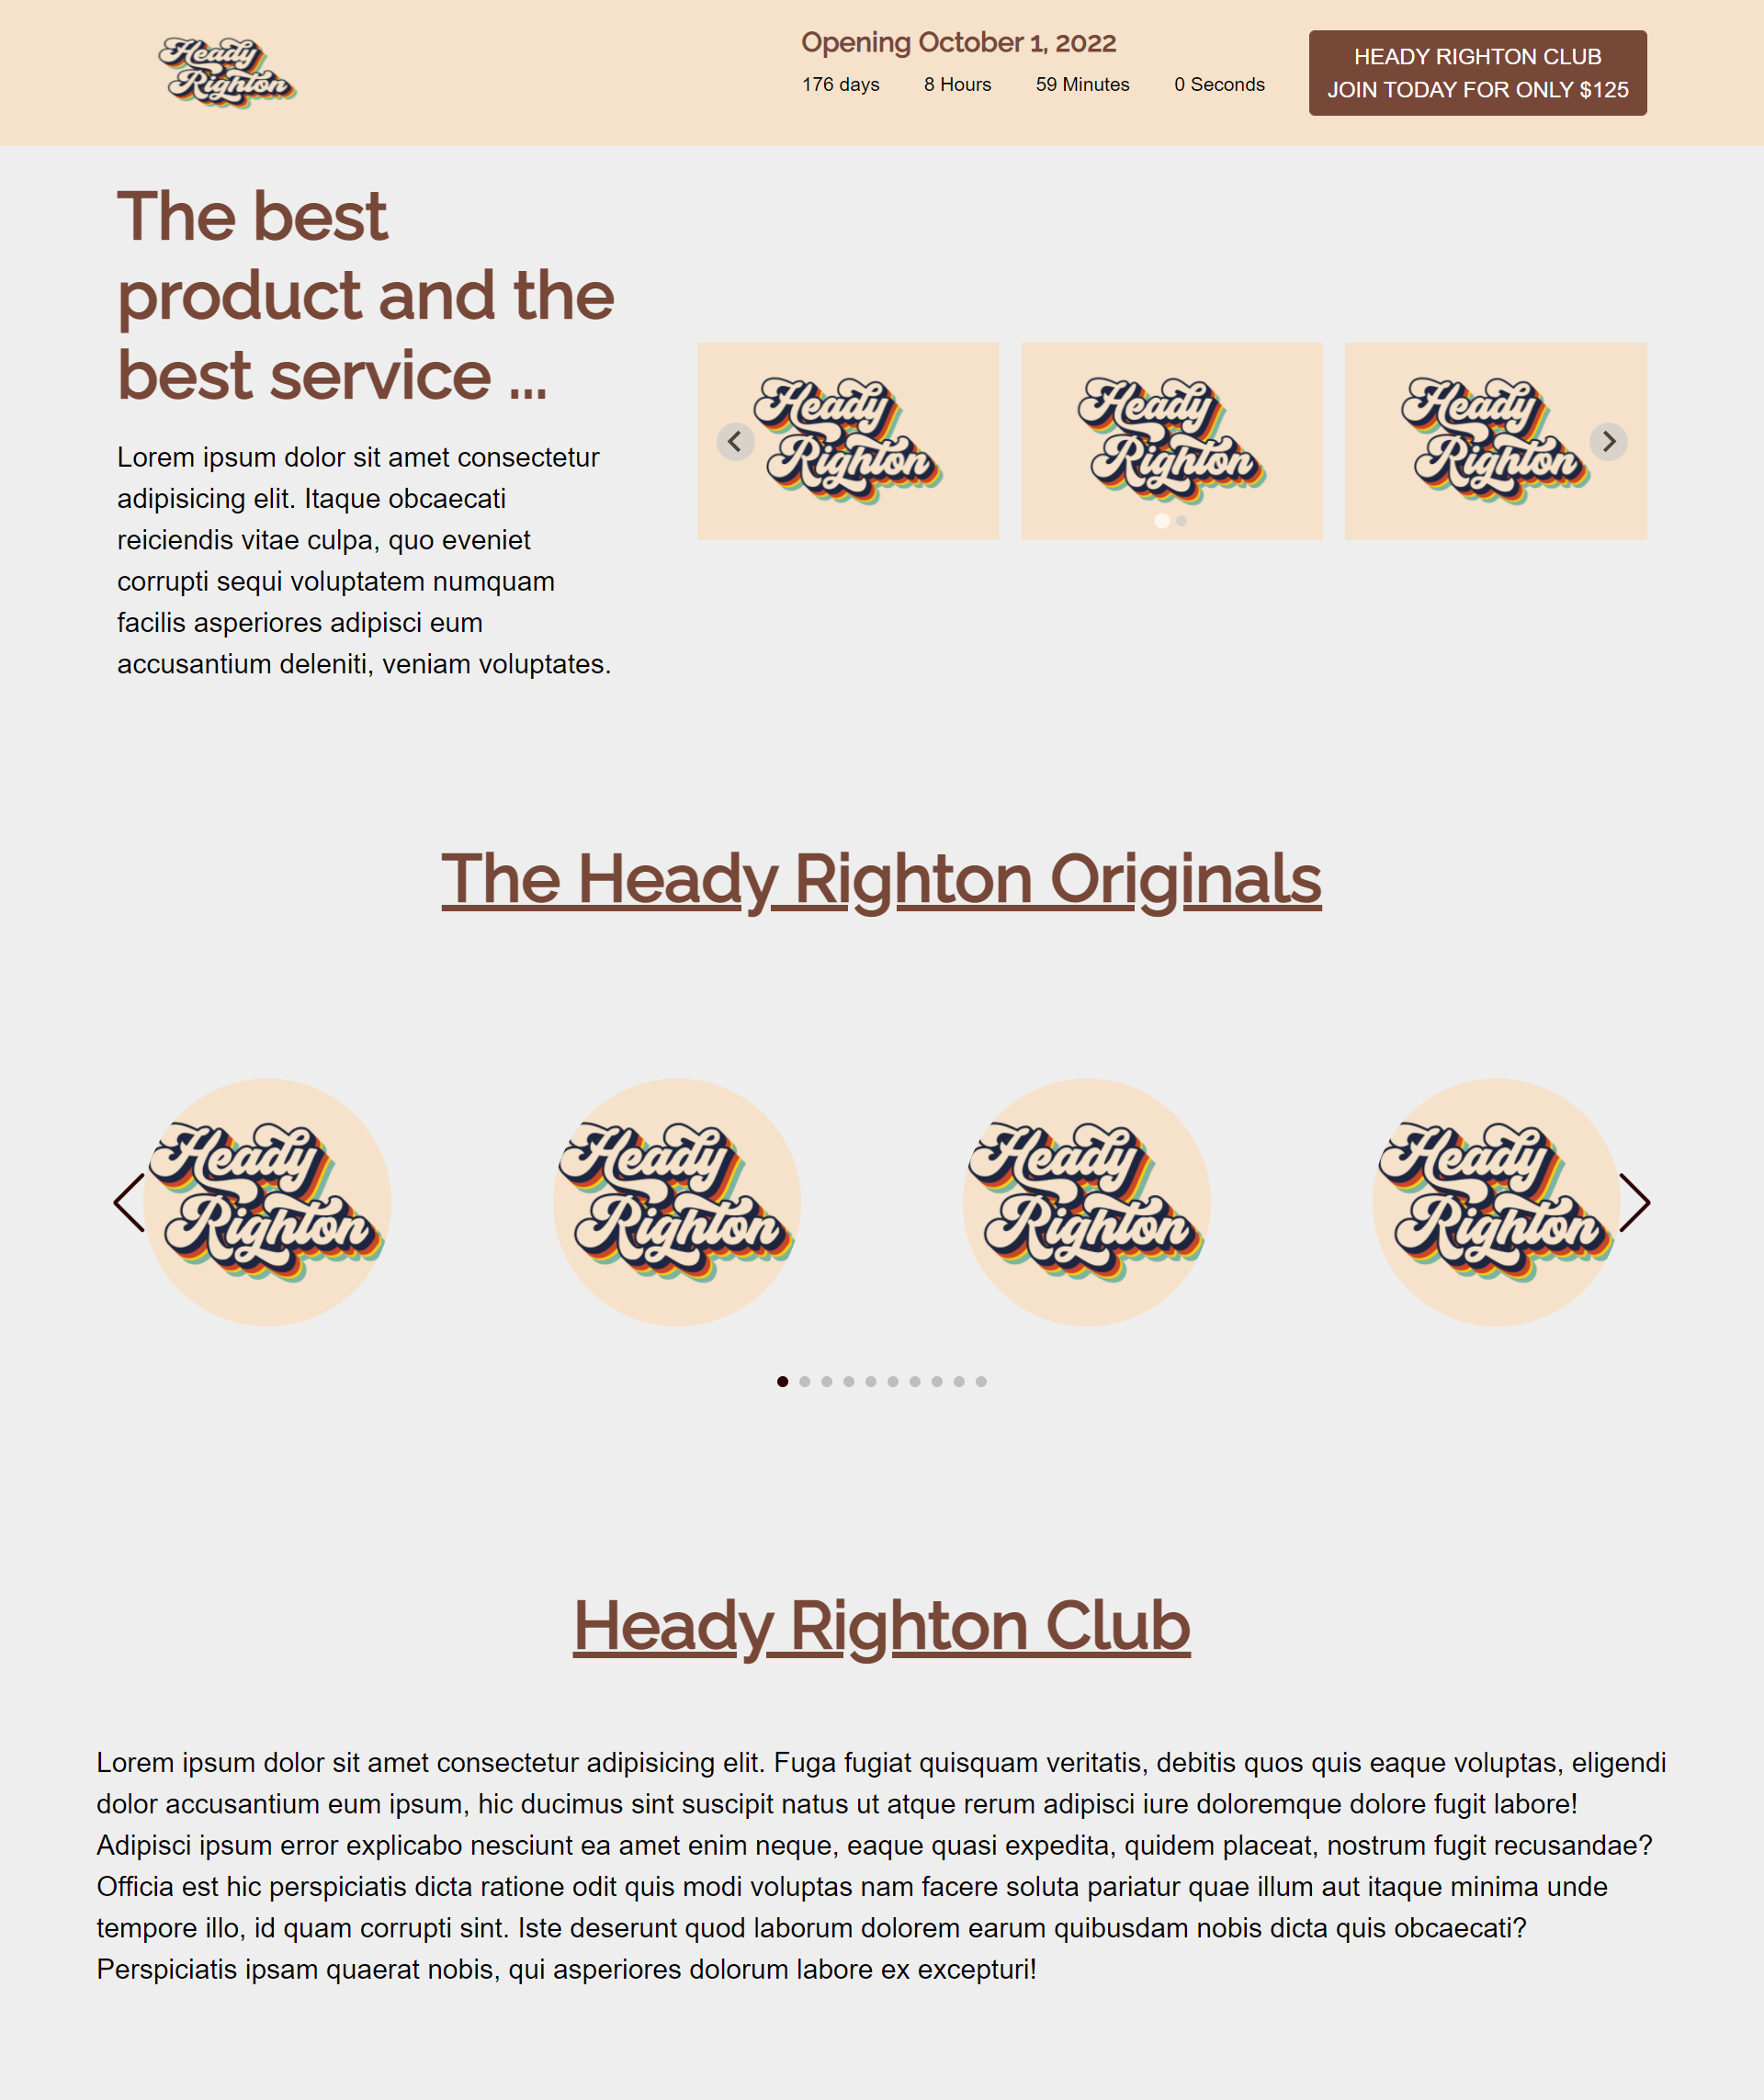 Heady
Righton
Opening October 1, 2022
176 days 8 Hours 59 Minutes 0 Seconds
HEADY RIGHTON CLUB
JOIN TODAY FOR ONLY $125
The best
product and the
best service ...
Lorem ipsum dolor sit amet consectetur
adipisicing elit. Itaque obcaecati
reiciendis vitae culpa, quo eveniet
corrupti sequi voluptatem numquam
facilis asperiores adipisci eum
accusantium deleniti, veniam voluptates.
Heady
Righton
Heady
Righton
Heady
Righton
The Heady Righton Originals
Heady
Righton
Heady
Righton
Heady
Righton
Heady
Righton
Heady Righton Club
Lorem ipsum dolor sit amet consectetur adipisicing elit. Fuga fugiat quisquam veritatis, debitis quos quis eaque voluptas, eligendi
dolor accusantium eum ipsum, hic ducimus sint suscipit natus ut atque rerum adipisci iure doloremque dolore fugit labore!
Adipisci ipsum error explicabo nesciunt ea amet enim neque, eaque quasi expedita, quidem placeat, nostrum fugit recusandae?
Officia est hic perspiciatis dicta ratione odit quis modi voluptas nam facere soluta pariatur quae illum aut itaque minima unde
tempore illo, id quam corrupti sint. Iste deserunt quod laborum dolorem earum quibusdam nobis dicta quis obcaecati?
Perspiciatis ipsam quaerat nobis, qui asperiores dolorum labore ex excepturi!